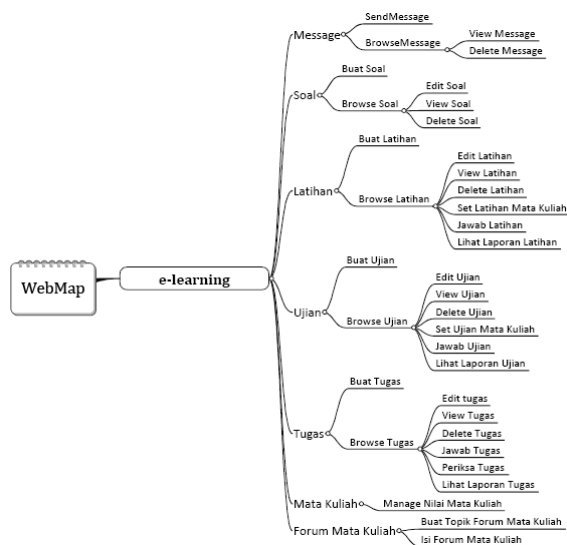 WebMap
e-learning
Message
SendMessage
BrowseMessage
View Message
Delete Message
Soal
Buat Soal
Browse Soal
Edit Soal
View Soal
Delete Soal
Latihan
Buat Latihan
Browse Latihan
Edit Latihan
View Latihan
Delete Latihan
Set Latihan Mata Kuliah
Jawab Latihan
Lihat Laporan Latihan
Ujian
Buat Ujian
Browse Ujian
Edit Ujian
View Ujian
Delete Ujian
Set Ujian Mata Kuliah
Jawab Ujian
Lihat Laporan Ujian
Tugas
Buat Tugas
Browse Tugas
Edit tugas
View Tugas
Delete Tugas
Jawab Tugas
Periksa Tugas
Lihat Laporan Tugas
Mata Kuliah
Manage Nilai Mata Kuliah
Forum Mata Kuliah
Buat Topik Forum Mata Kuliah
Isi Forum Mata Kuliah